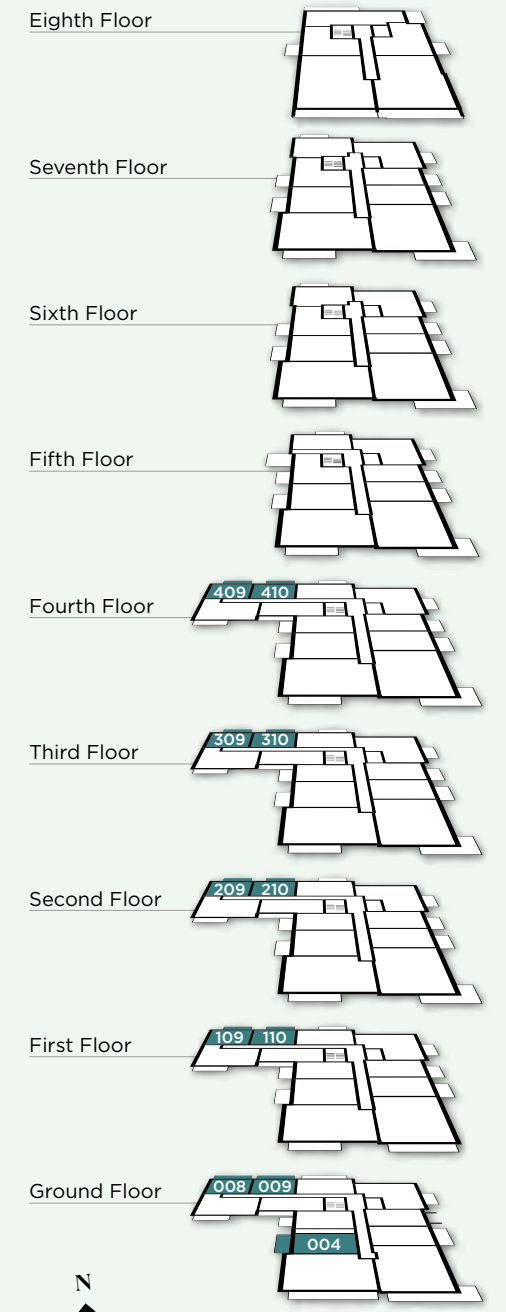 Eighth Floor
Seventh Floor
Sixth Floor
Fifth Floor
409 410
Fourth Floor
309 310
Third Floor
209 210
Second Floor
109 110
First Floor
008 009
Ground Floor
004
N